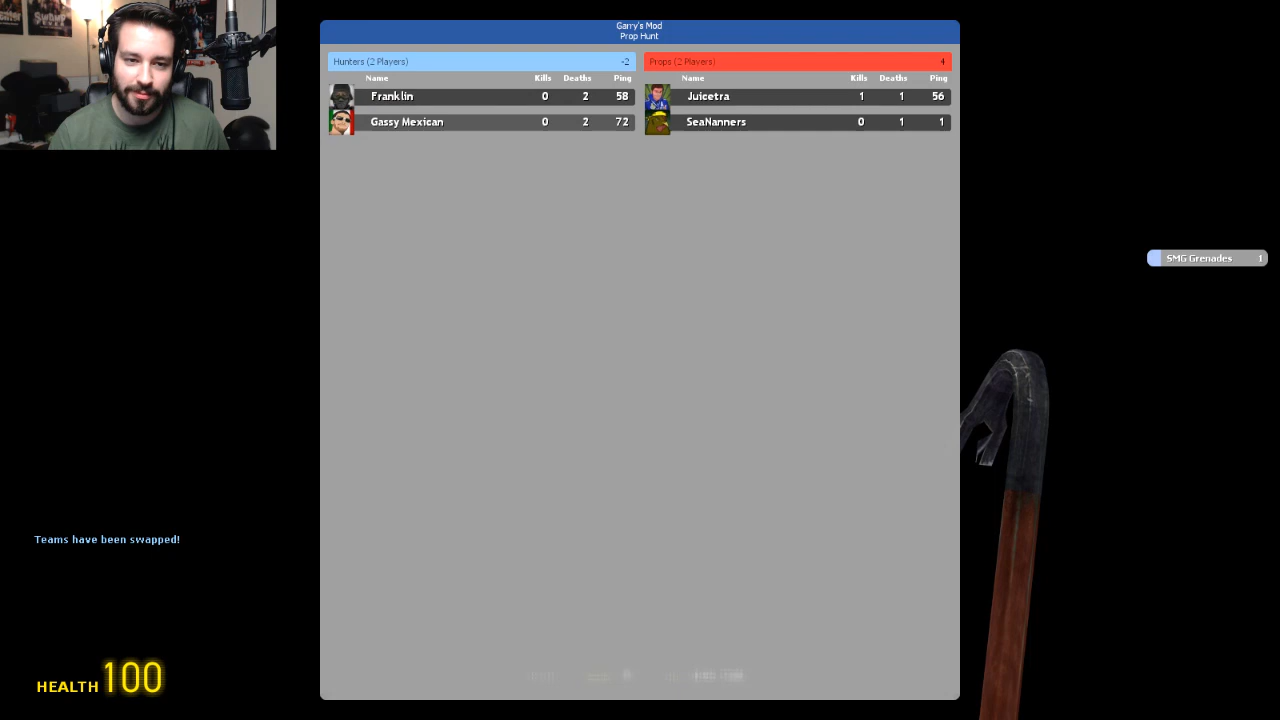 Garry's Mod
Prop Hunt
Hunters (2 Players) -2
Name Kills Deaths Ping
Franklin 0 2 58
Gassy Mexican 0 2 72
Props (2 Players) 4
Name Kills Deaths Ping
Juicetra 1 1 56
SeaNanners 0 1 1
SMG Grenades 1
Teams have been swapped!
HEALTH 100